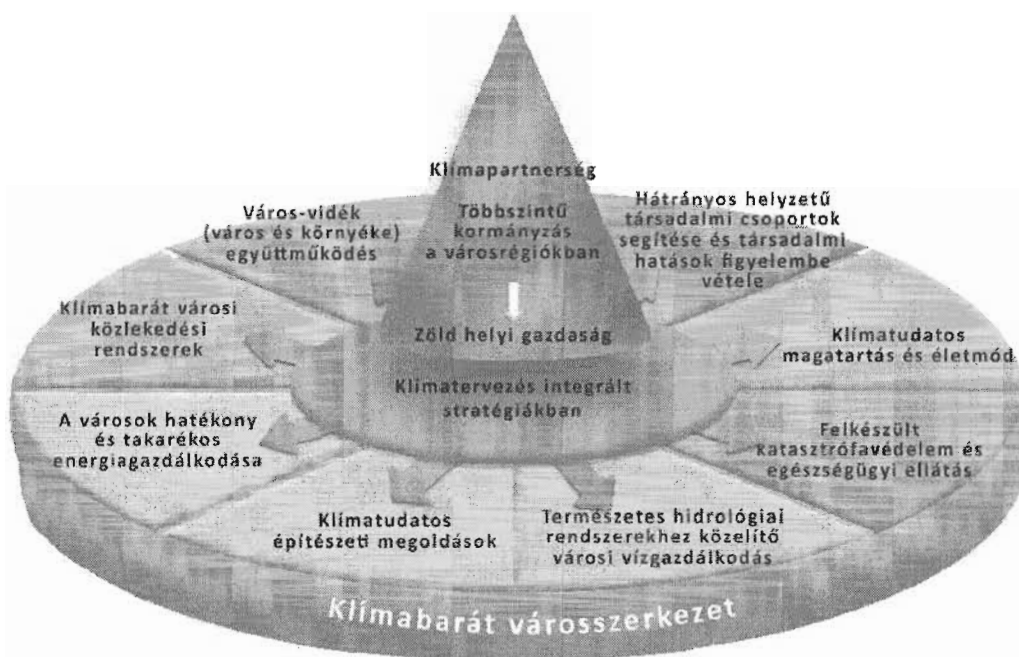 Klímapartnerség
Többszintű
kormányzás
a városrégiókban
Zöld helyi gazdaság
Klímatervezés integrált
stratégiákban
Város-vidék
(város és környéke)
együttműködés
Hátrányos helyzetű
társadalmi csoportok
segítése és társadalmi
hatások figyelembe
vétele
Klímabarát városi
közlekedési
rendszerek
Klímatudatos
magatartás és életmód
A városok hatékony
és takarékos
energiagazdálkodása
Felkészült
katasztrófavédelem és
egészségügyi ellátás
Klímatudatos
építészeti megoldások
Természetes hidrológiai
rendszerekhez közelítő
városi vízgazdálkodás
Klímabarát városszerkezet